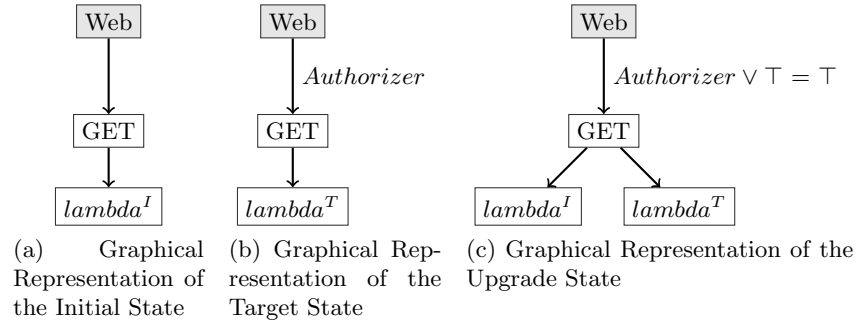 Web
GET
lambda^I
(a) Graphical
Representation of
the Initial State
Web
Authorizer
GET
lambda^T
(b) Graphical Rep-
resentation of the
Target State
Web
Authorizer ∨ ⊤ = ⊤
GET
lambda^I lambda^T
(c) Graphical Representation of the
Upgrade State